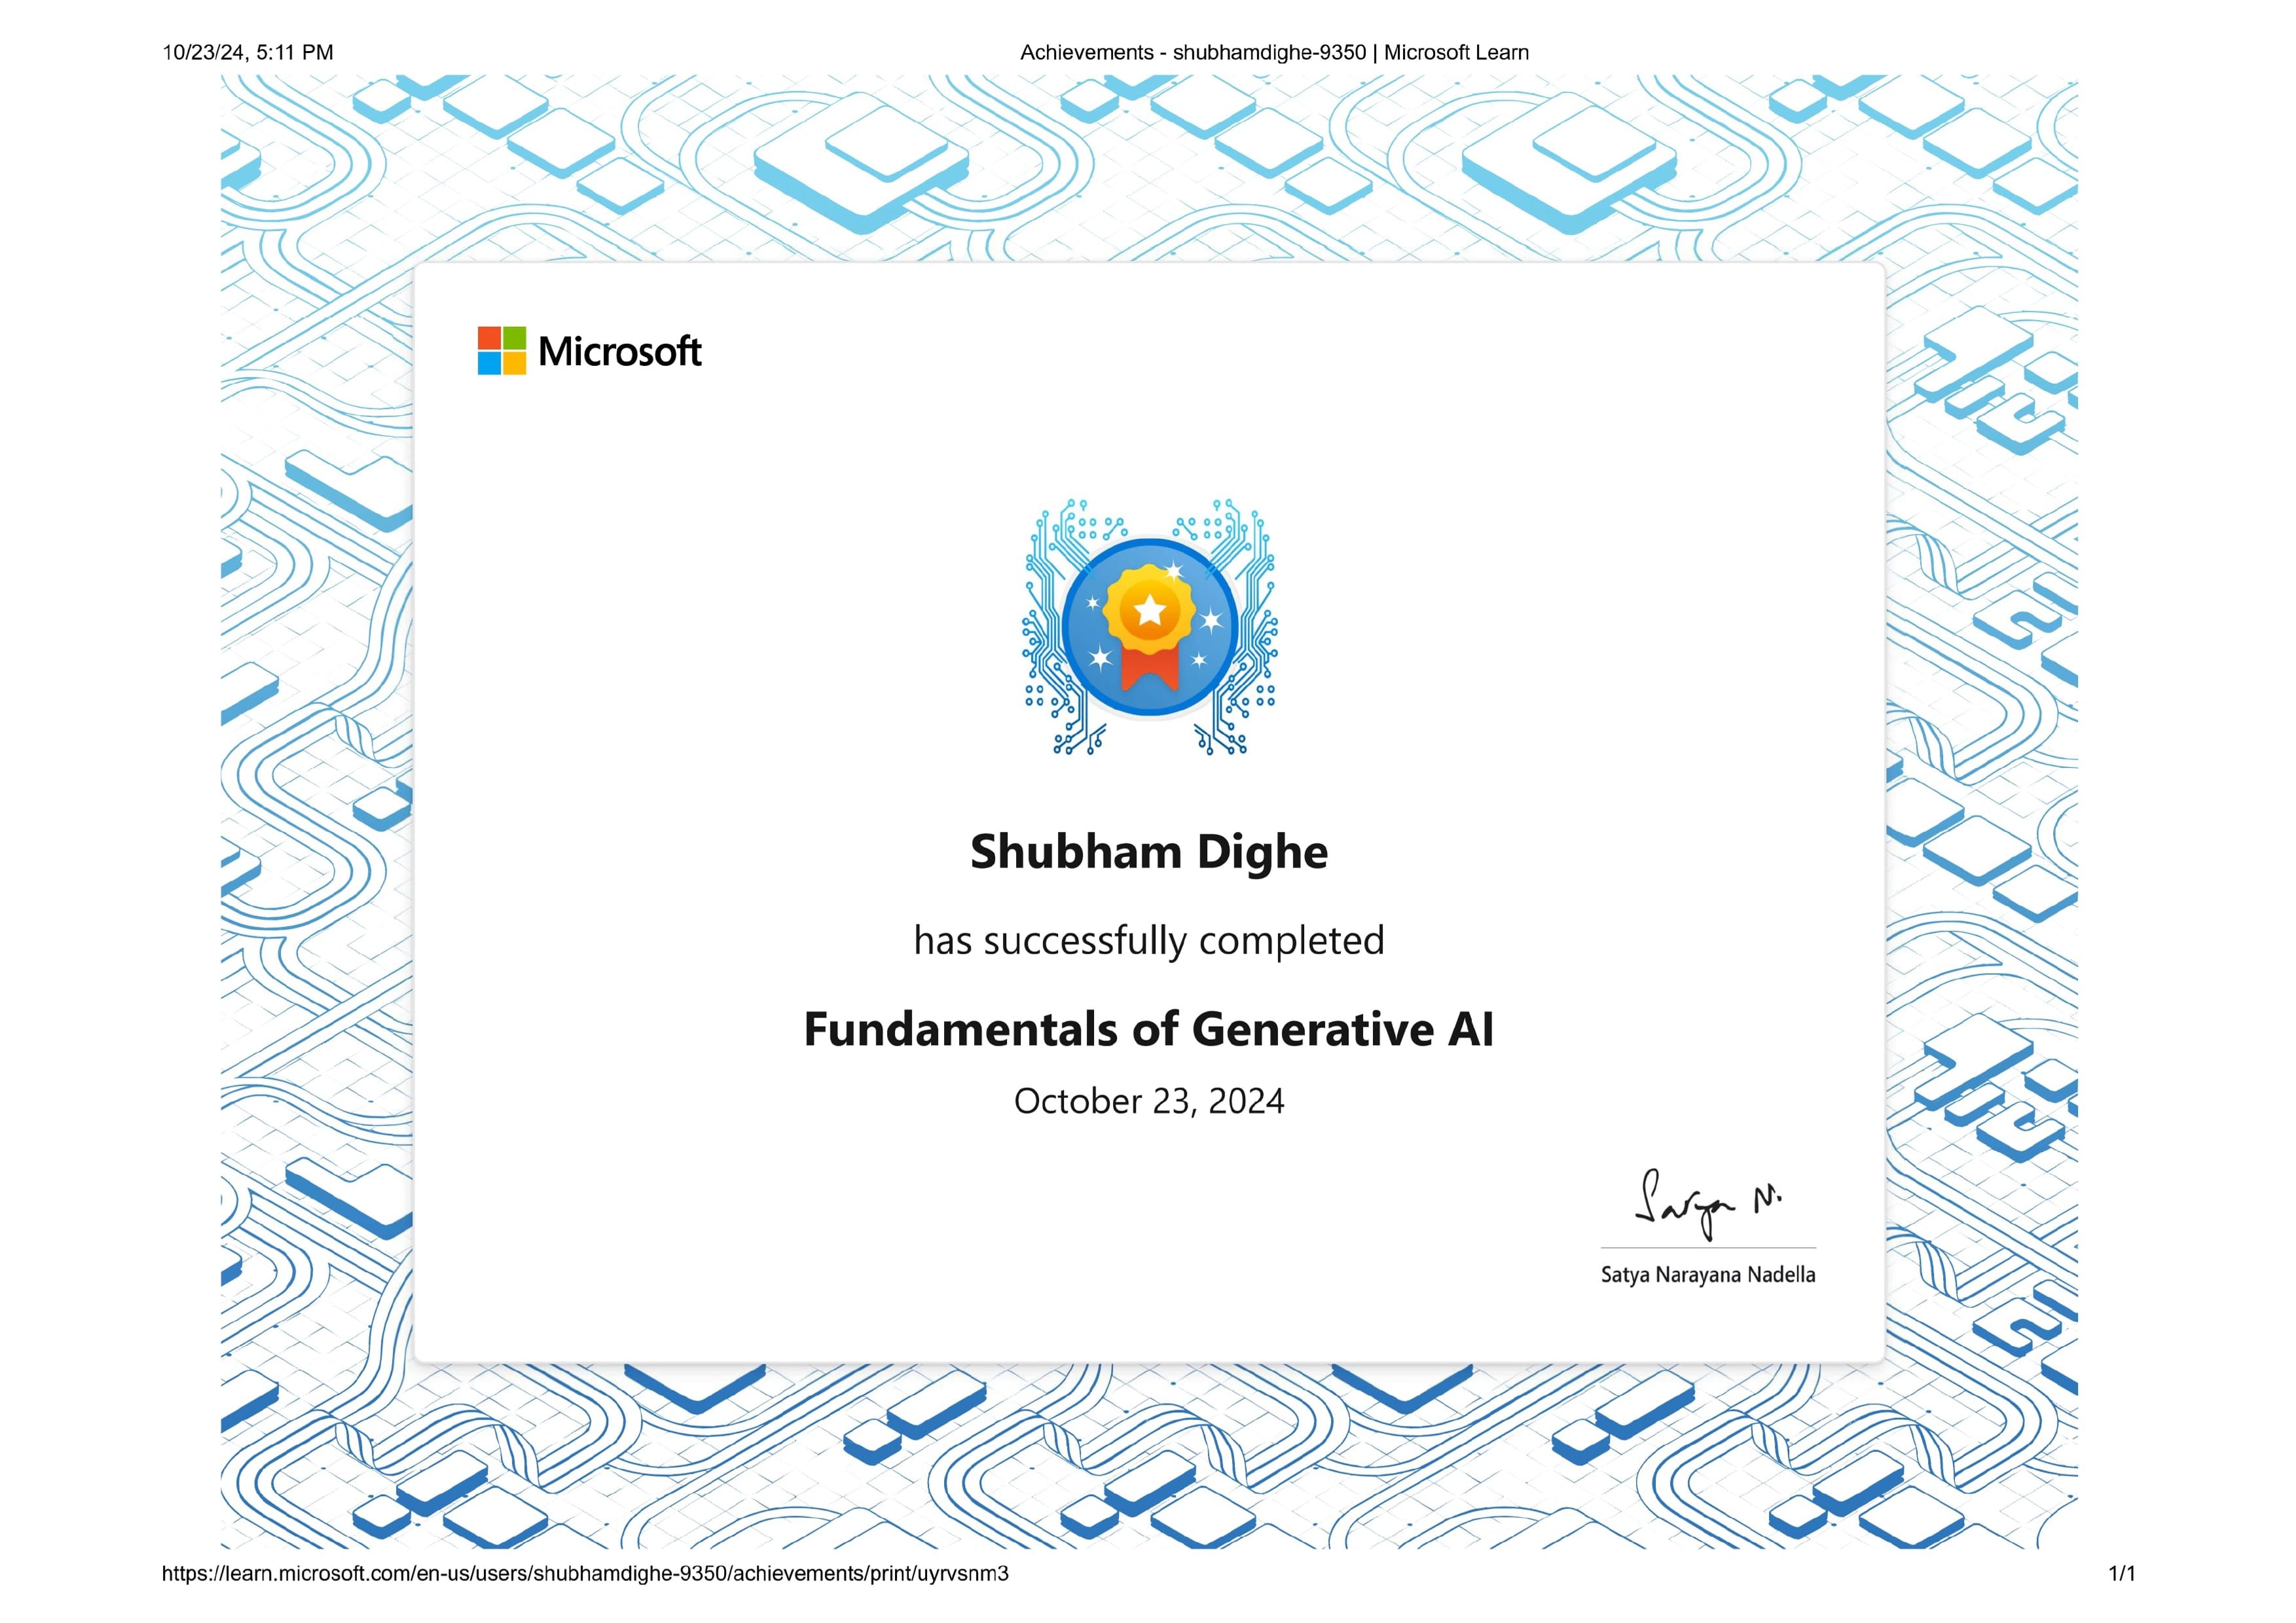 10/23/24, 5:11 PM
Achievements - shubhamdighe-9350 | Microsoft Learn
Microsoft
Shubham Dighe
has successfully completed
Fundamentals of Generative AI
October 23, 2024
Satya N.
Satya Narayana Nadella
https://learn.microsoft.com/en-us/users/shubhamdighe-9350/achievements/print/uyrvsnm3
1/1